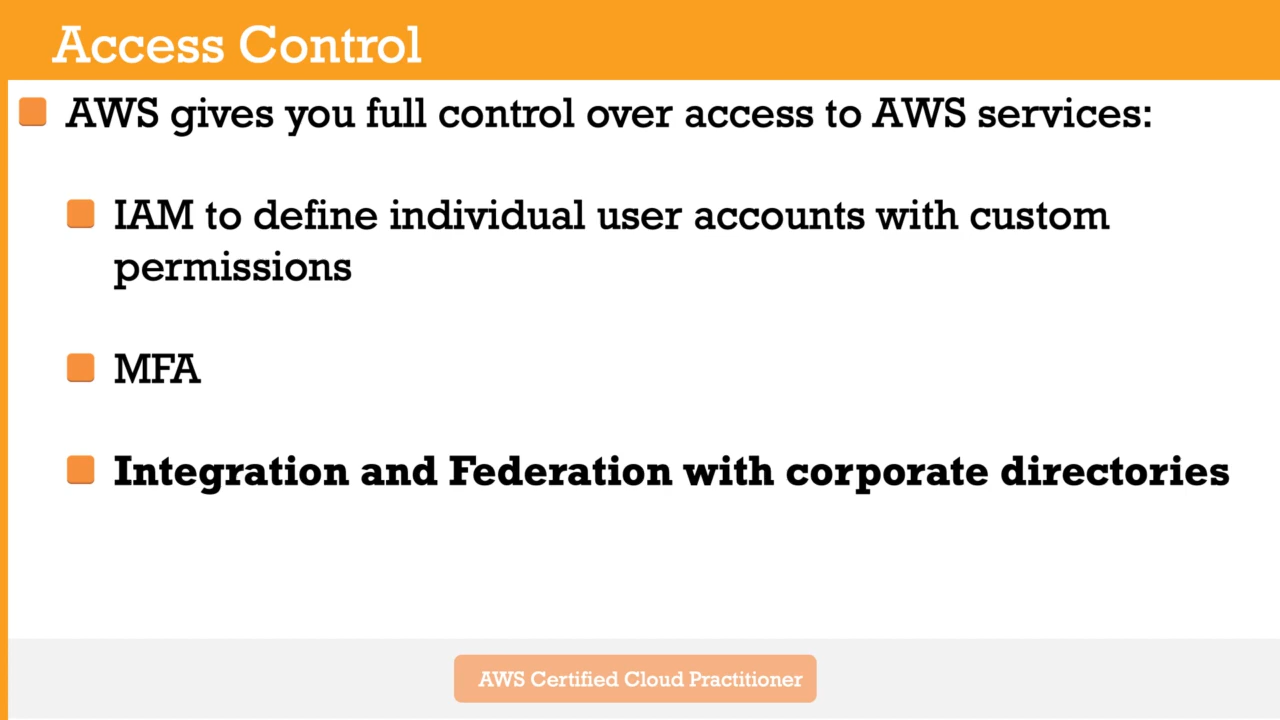 Access Control
AWS gives you full control over access to AWS services:
IAM to define individual user accounts with custom
permissions
MFA
Integration and Federation with corporate directories
AWS Certified Cloud Practitioner